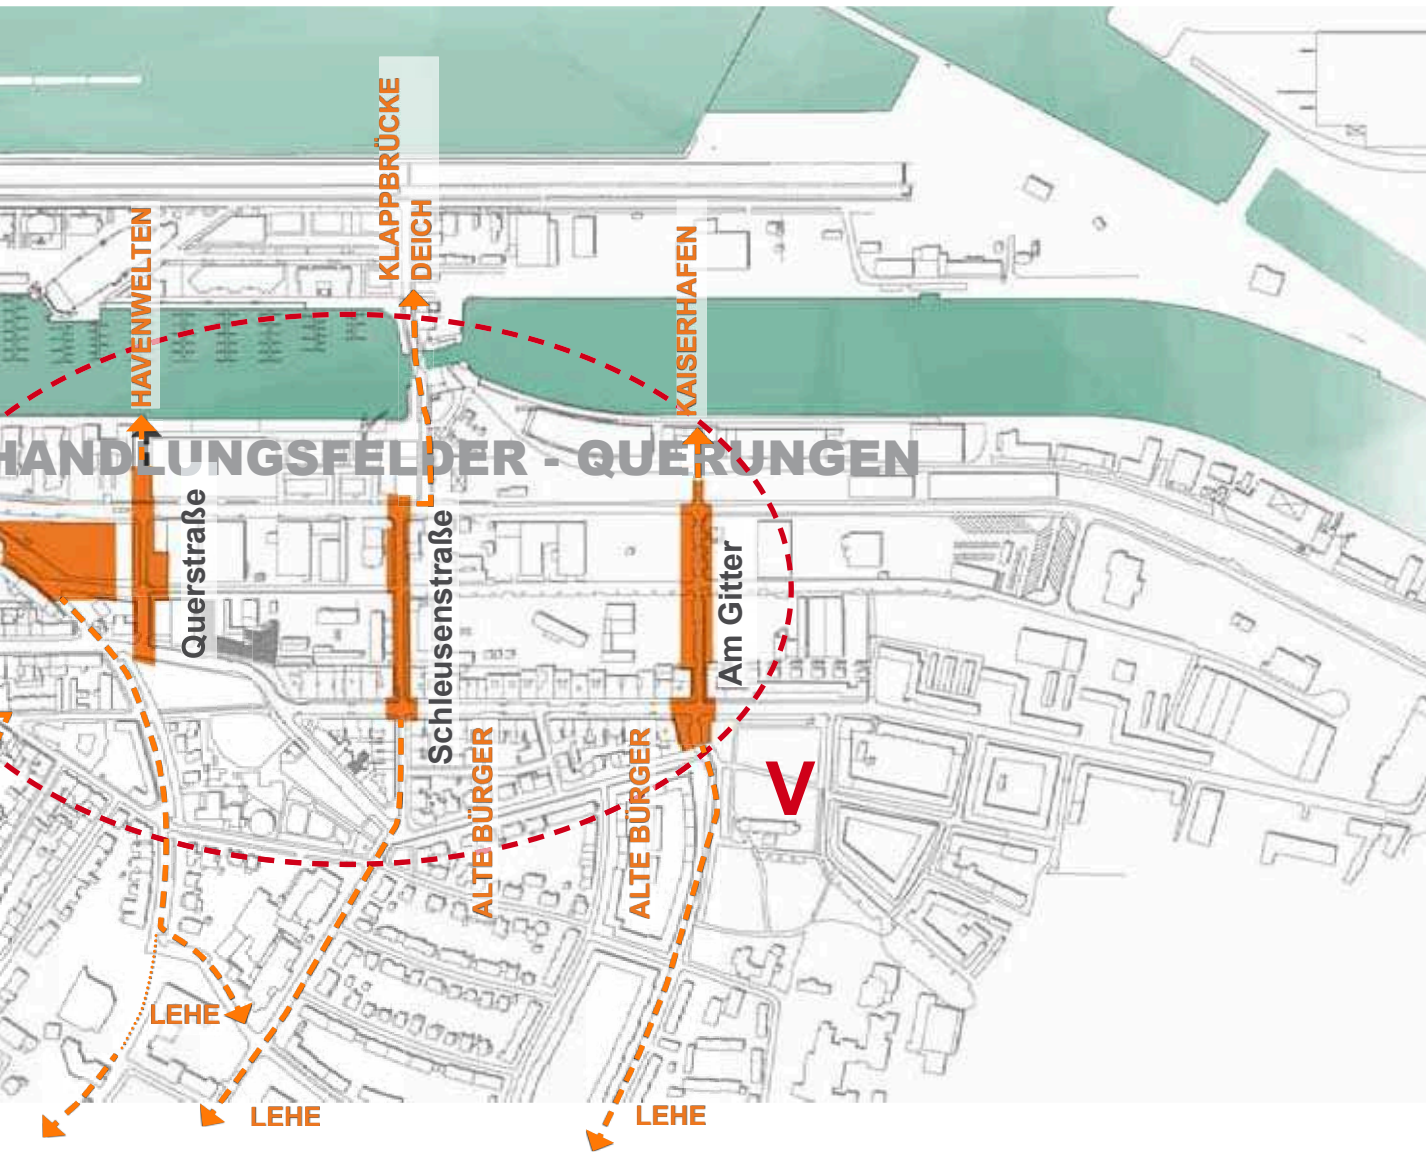 KLAPPBRÜCKE
DEICH
HAVENWELTEN
KAISERHAFEN
HANDLUNGSFELDER - QUERUNGEN
Querstraße
Schleusenstraße
Am Gitter
ALTE BÜRGER
ALTE BÜRGER
V
LEHE
LEHE
LEHE